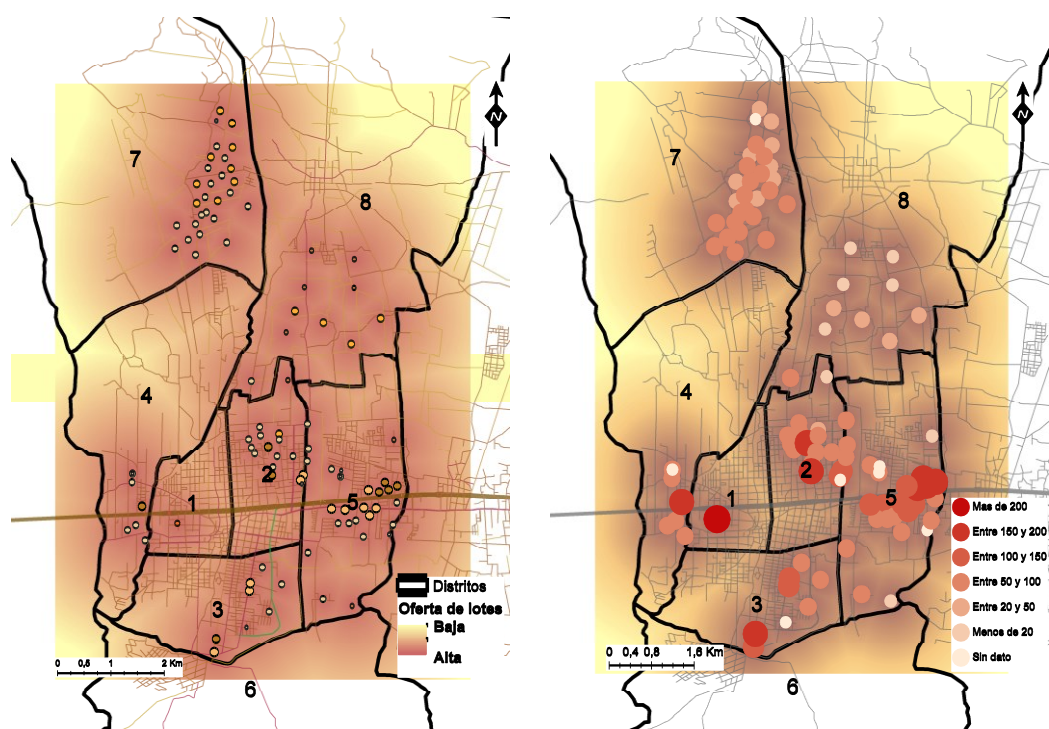 N
7
8
4
2
1
5
3
6
Distritos
Oferta de lotes
Baja
Alta
0 0,5 1 2 Km
N
7
8
4
2
1
5
3
6
Mas de 200
Entre 150 y 200
Entre 100 y 150
Entre 50 y 100
Entre 20 y 50
Menos de 20
Sin dato
0 0,4 0,8 1,6 Km